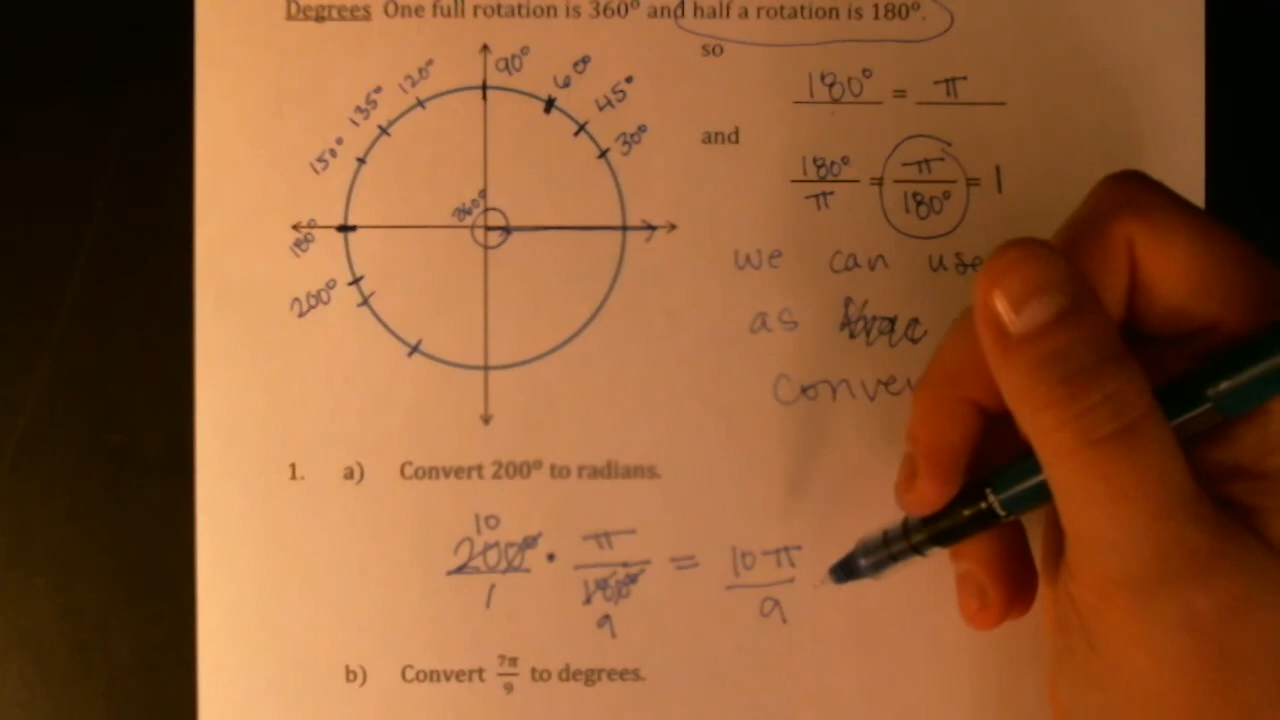 Degrees One full rotation is 360° and half a rotation is 180°.
90°
60°
45°
30°
120°
135°
150°
180°
200°
360°
so
180° = π
and
180°/π = π/180° = 1
we can use
as
conver
1. a) Convert 200° to radians.
10
200°/1 · π/180° = 10π/9
9
b) Convert 7π/9 to degrees.